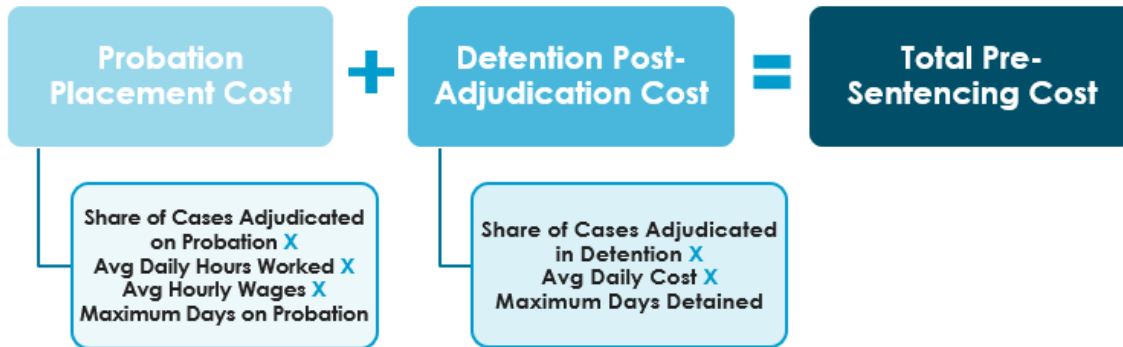 Probation
Placement Cost
+
Detention Post-
Adjudication Cost
=
Total Pre-
Sentencing Cost
Share of Cases Adjudicated
on Probation X
Avg Daily Hours Worked X
Avg Hourly Wages X
Maximum Days on Probation
Share of Cases Adjudicated
in Detention X
Avg Daily Cost X
Maximum Days Detained